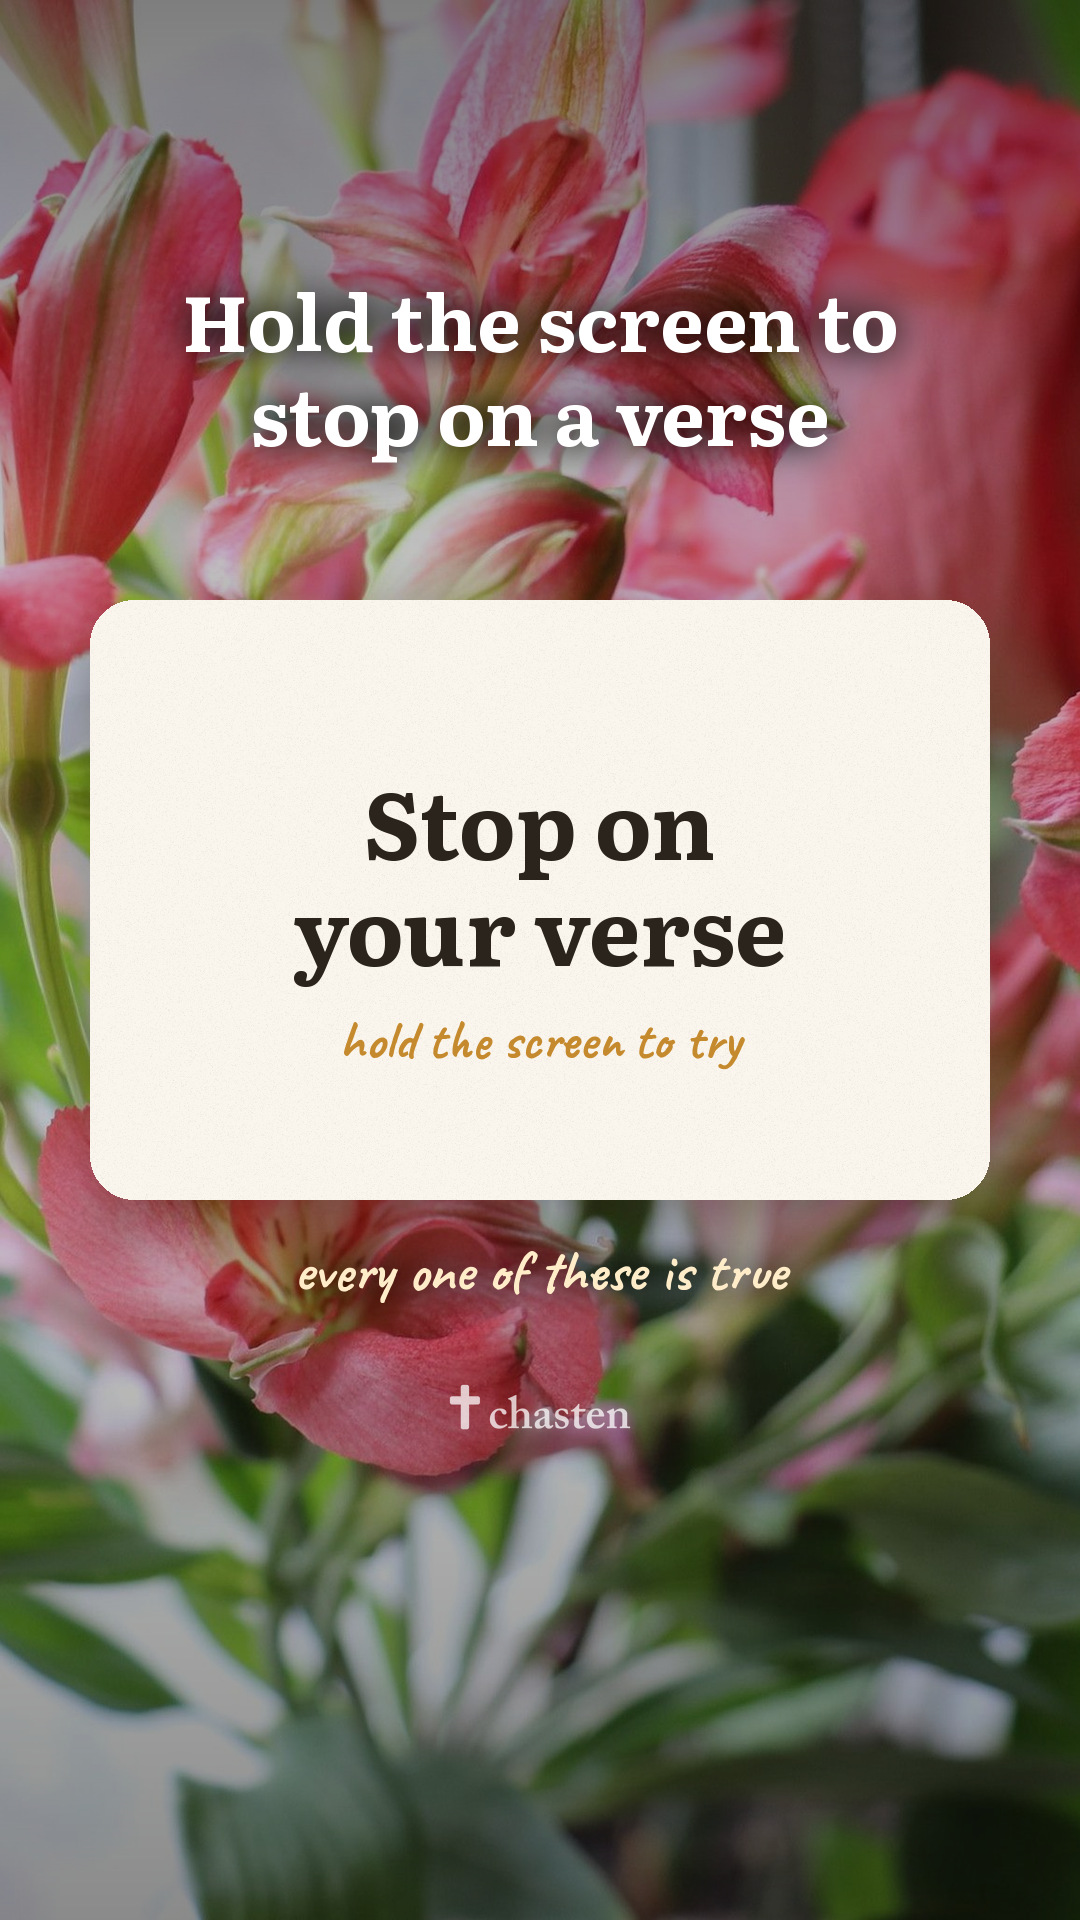 Hold the screen to
stop on a verse
Stop on
your verse
hold the screen to try
every one of these is true
chasten